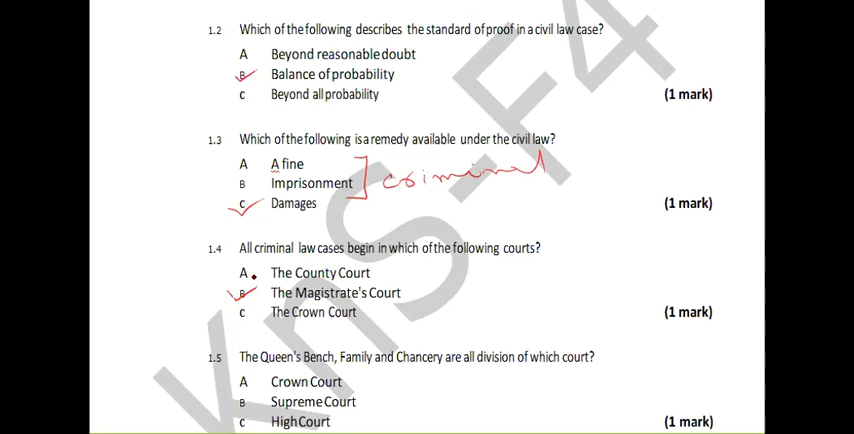 1.2 Which of the following describes the standard of proof in a civil law case?
A Beyond reasonable doubt
B Balance of probability
C Beyond all probability (1 mark)
1.3 Which of the following is a remedy available under the civil law?
A A fine
B Imprisonment
criminal
C Damages (1 mark)
1.4 All criminal law cases begin in which of the following courts?
A The County Court
B The Magistrate's Court
C The Crown Court (1 mark)
1.5 The Queen's Bench, Family and Chancery are all division of which court?
A Crown Court
B Supreme Court
C High Court (1 mark)
KnS-F4